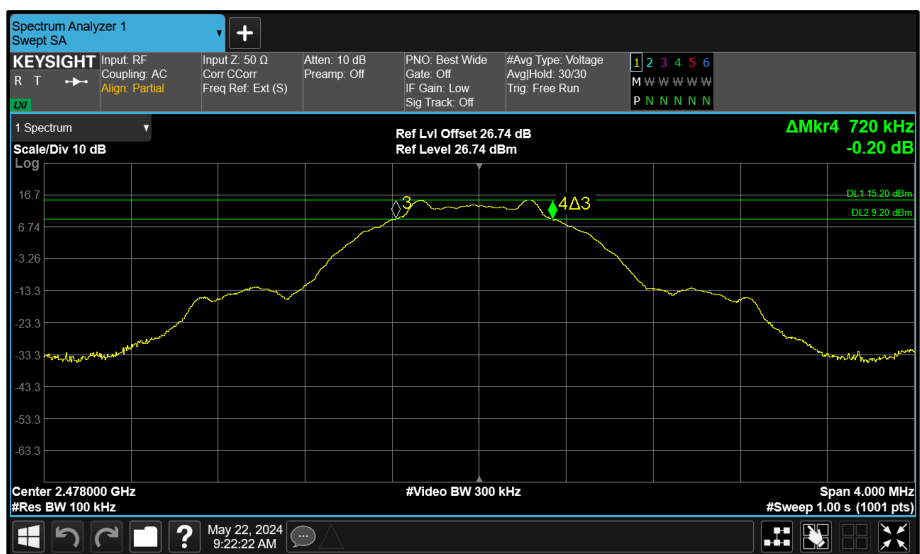 Spectrum Analyzer 1
Swept SA
KEYSIGHT
R T
LXI
Input: RF
Coupling: AC
Align: Partial
Input Z: 50 Ω
Corr CCorr
Freq Ref: Ext (S)
Atten: 10 dB
Preamp: Off
PNO: Best Wide
Gate: Off
IF Gain: Low
Sig Track: Off
#Avg Type: Voltage
Avg|Hold: 30/30
Trig: Free Run
1 2 3 4 5 6
M W W W W W
P N N N N N
1 Spectrum
Scale/Div 10 dB
Log
Ref Lvl Offset 26.74 dB
Ref Level 26.74 dBm
ΔMkr4 720 kHz
-0.20 dB
16.7
6.74
-3.26
-13.3
-23.3
-33.3
-43.3
-53.3
-63.3
3
4Δ3
DL1 15.20 dBm
DL2 9.20 dBm
Center 2.478000 GHz
#Res BW 100 kHz
#Video BW 300 kHz
Span 4.000 MHz
#Sweep 1.00 s (1001 pts)
?
May 22, 2024
9:22:22 AM